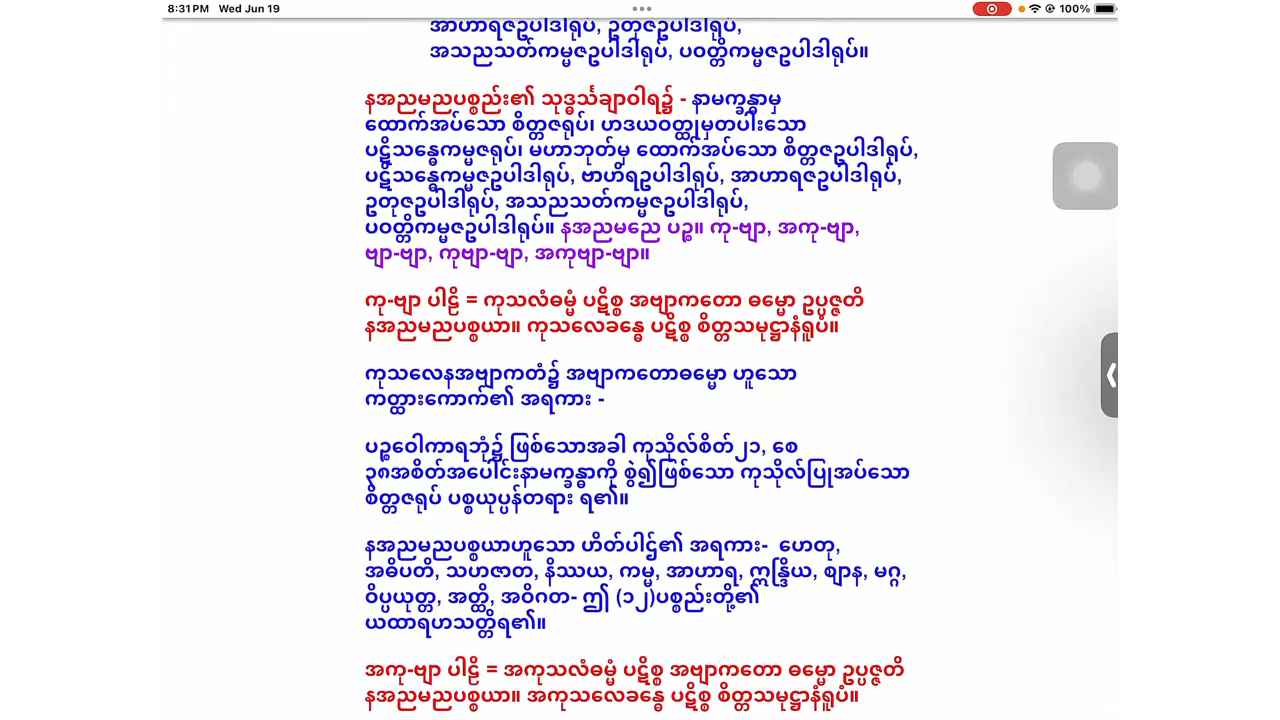 8:31PM Wed Jun 19
100%
အာဟာရဇဥပါဒါရုပ်, ဥတုဇဥပါဒါရုပ်,
အသညသတ်ကမ္မဇဥပါဒါရုပ်, ပဝတ္တိကမ္မဇဥပါဒါရုပ်။
နအညမညပစ္စည်း၏ သုဒ္ဓသင်္ချာဝါရ၌ - နာမက္ခန္ဓာမှ
ထောက်အပ်သော စိတ္တဇရုပ်၊ ဟဒယဝတ္ထုမှတပါးသော
ပဋိသန္ဓေကမ္မဇရုပ်၊ မဟာဘုတ်မှ ထောက်အပ်သော စိတ္တဇဥပါဒါရုပ်,
ပဋိသန္ဓေကမ္မဇဥပါဒါရုပ်, ဗာဟိရဥပါဒါရုပ်, အာဟာရဇဥပါဒါရုပ်,
ဥတုဇဥပါဒါရုပ်, အသညသတ်ကမ္မဇဥပါဒါရုပ်,
ပဝတ္တိကမ္မဇဥပါဒါရုပ်။ နအညမညေ ပဉ္စ။ ကု-ဗျာ, အကု-ဗျာ,
ဗျာ-ဗျာ, ကုဗျာ-ဗျာ, အကုဗျာ-ဗျာ။
ကု-ဗျာ ပါဠိ = ကုသလံဓမ္မံ ပဋိစ္စ အဗျာကတော ဓမ္မော ဥပ္ပဇ္ဇတိ
နအညမညပစ္စယာ။ ကုသလေခန္ဓေ ပဋိစ္စ စိတ္တသမုဋ္ဌာနံရူပံ။
ကုသလေနအဗျာကတံ၌ အဗျာကတောဓမ္မော ဟူသော
ကတ္ထားကောက်၏ အရကား -
ပဉ္စဝေါကာရဘုံ၌ ဖြစ်သောအခါ ကုသိုလ်စိတ်၂၁, စေ
၃၈အစိတ်အပေါင်းနာမက္ခန္ဓာကို စွဲ၍ဖြစ်သော ကုသိုလ်ပြုအပ်သော
စိတ္တဇရုပ် ပစ္စယုပ္ပန်တရား ရ၏။
နအညမညပစ္စယာဟူသော ဟိတ်ပါဌ်၏ အရကား- ဟေတု,
အဓိပတိ, သဟဇာတ, နိဿယ, ကမ္မ, အာဟာရ, ဣန္ဒြိယ, ဈာန, မဂ္ဂ,
ဝိပ္ပယုတ္တ, အတ္ထိ, အဝိဂတ- ဤ (၁၂)ပစ္စည်းတို့၏
ယထာရဟသတ္တိရ၏။
အကု-ဗျာ ပါဠိ = အကုသလံဓမ္မံ ပဋိစ္စ အဗျာကတော ဓမ္မော ဥပ္ပဇ္ဇတိ
နအညမညပစ္စယာ။ အကုသလေခန္ဓေ ပဋိစ္စ စိတ္တသမုဋ္ဌာနံရူပံ။